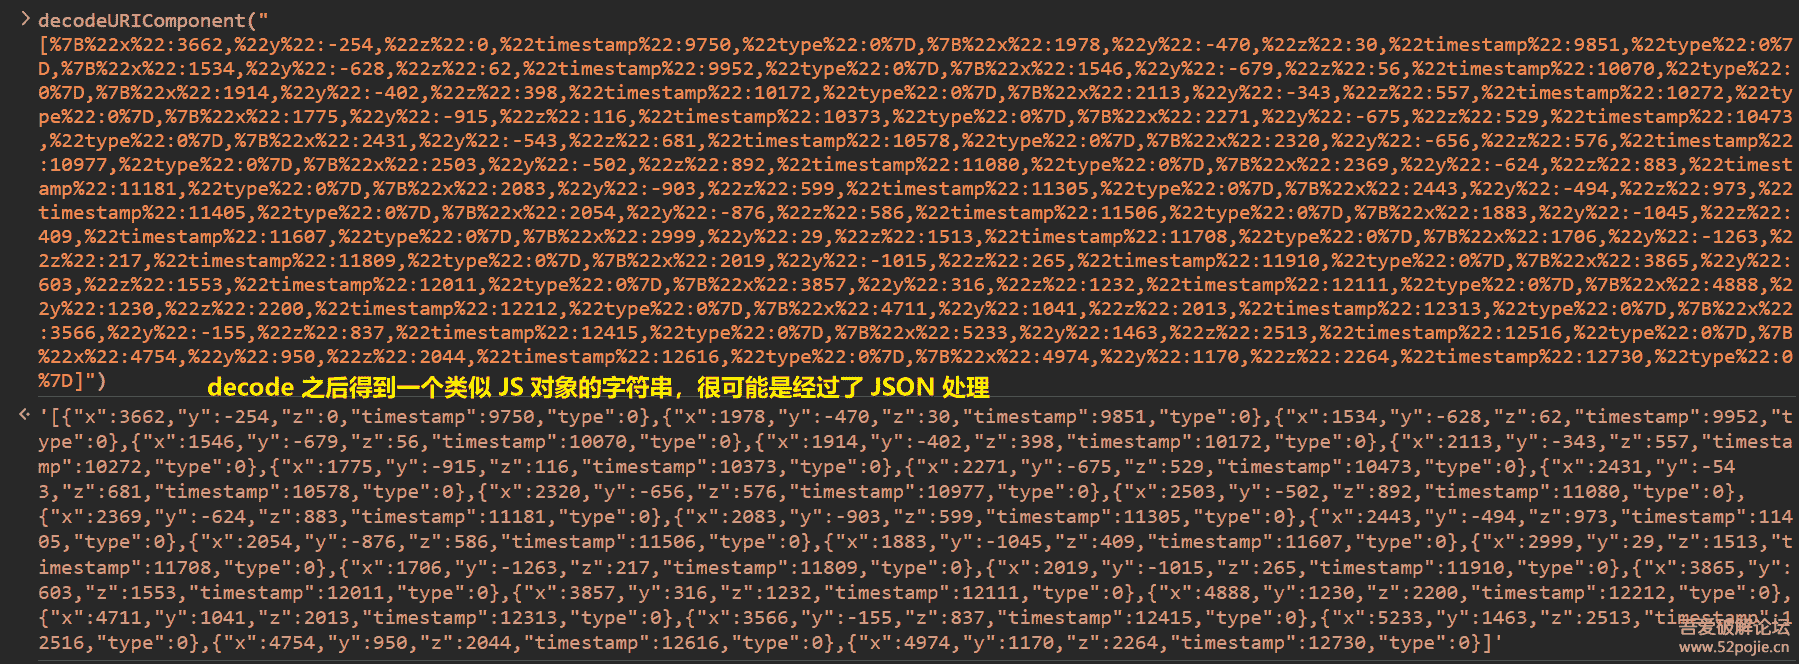 > decodeURIComponent("
[%7B%22x%22:3662,%22y%22:-254,%22z%22:0,%22timestamp%22:9750,%22type%22:0%7D,%7B%22x%22:1978,%22y%22:-470,%22z%22:30,%22timestamp%22:9851,%22type%22:0%7
D,%7B%22x%22:1534,%22y%22:-628,%22z%22:62,%22timestamp%22:9952,%22type%22:0%7D,%7B%22x%22:1546,%22y%22:-679,%22z%22:56,%22timestamp%22:10070,%22type%22:
0%7D,%7B%22x%22:1914,%22y%22:-402,%22z%22:398,%22timestamp%22:10172,%22type%22:0%7D,%7B%22x%22:2113,%22y%22:-343,%22z%22:557,%22timestamp%22:10272,%22ty
pe%22:0%7D,%7B%22x%22:1775,%22y%22:-915,%22z%22:116,%22timestamp%22:10373,%22type%22:0%7D,%7B%22x%22:2271,%22y%22:-675,%22z%22:529,%22timestamp%22:10473
,%22type%22:0%7D,%7B%22x%22:2431,%22y%22:-543,%22z%22:681,%22timestamp%22:10578,%22type%22:0%7D,%7B%22x%22:2320,%22y%22:-656,%22z%22:576,%22timestamp%22
:10977,%22type%22:0%7D,%7B%22x%22:2503,%22y%22:-502,%22z%22:892,%22timestamp%22:11080,%22type%22:0%7D,%7B%22x%22:2369,%22y%22:-624,%22z%22:883,%22timest
amp%22:11181,%22type%22:0%7D,%7B%22x%22:2083,%22y%22:-903,%22z%22:599,%22timestamp%22:11305,%22type%22:0%7D,%7B%22x%22:2443,%22y%22:-494,%22z%22:973,%22
timestamp%22:11405,%22type%22:0%7D,%7B%22x%22:2054,%22y%22:-876,%22z%22:586,%22timestamp%22:11506,%22type%22:0%7D,%7B%22x%22:1883,%22y%22:-1045,%22z%22:
409,%22timestamp%22:11607,%22type%22:0%7D,%7B%22x%22:2999,%22y%22:29,%22z%22:1513,%22timestamp%22:11708,%22type%22:0%7D,%7B%22x%22:1706,%22y%22:-1263,%2
2z%22:217,%22timestamp%22:11809,%22type%22:0%7D,%7B%22x%22:2019,%22y%22:-1015,%22z%22:265,%22timestamp%22:11910,%22type%22:0%7D,%7B%22x%22:3865,%22y%22:
603,%22z%22:1553,%22timestamp%22:12011,%22type%22:0%7D,%7B%22x%22:3857,%22y%22:316,%22z%22:1232,%22timestamp%22:12111,%22type%22:0%7D,%7B%22x%22:4888,%2
2y%22:1230,%22z%22:2200,%22timestamp%22:12212,%22type%22:0%7D,%7B%22x%22:4711,%22y%22:1041,%22z%22:2013,%22timestamp%22:12313,%22type%22:0%7D,%7B%22x%22
:3566,%22y%22:-155,%22z%22:837,%22timestamp%22:12415,%22type%22:0%7D,%7B%22x%22:5233,%22y%22:1463,%22z%22:2513,%22timestamp%22:12516,%22type%22:0%7D,%7B
%22x%22:4754,%22y%22:950,%22z%22:2044,%22timestamp%22:12616,%22type%22:0%7D,%7B%22x%22:4974,%22y%22:1170,%22z%22:2264,%22timestamp%22:12730,%22type%22:0
%7D]")
decode 之后得到一个类似 JS 对象的字符串，很可能是经过了 JSON 处理
'[{"x":3662,"y":-254,"z":0,"timestamp":9750,"type":0},{"x":1978,"y":-470,"z":30,"timestamp":9851,"type":0},{"x":1534,"y":-628,"z":62,"timestamp":9952,"t
ype":0},{"x":1546,"y":-679,"z":56,"timestamp":10070,"type":0},{"x":1914,"y":-402,"z":398,"timestamp":10172,"type":0},{"x":2113,"y":-343,"z":557,"timesta
mp":10272,"type":0},{"x":1775,"y":-915,"z":116,"timestamp":10373,"type":0},{"x":2271,"y":-675,"z":529,"timestamp":10473,"type":0},{"x":2431,"y":-54
3,"z":681,"timestamp":10578,"type":0},{"x":2320,"y":-656,"z":576,"timestamp":10977,"type":0},{"x":2503,"y":-502,"z":892,"timestamp":11080,"type":0},
{"x":2369,"y":-624,"z":883,"timestamp":11181,"type":0},{"x":2083,"y":-903,"z":599,"timestamp":11305,"type":0},{"x":2443,"y":-494,"z":973,"timestamp":114
05,"type":0},{"x":2054,"y":-876,"z":586,"timestamp":11506,"type":0},{"x":1883,"y":-1045,"z":409,"timestamp":11607,"type":0},{"x":2999,"y":29,"z":1513,"t
imestamp":11708,"type":0},{"x":1706,"y":-1263,"z":217,"timestamp":11809,"type":0},{"x":2019,"y":-1015,"z":265,"timestamp":11910,"type":0},{"x":3865,"y":
603,"z":1553,"timestamp":12011,"type":0},{"x":3857,"y":316,"z":1232,"timestamp":12111,"type":0},{"x":4888,"y":1230,"z":2200,"timestamp":12212,"type":0},
{"x":4711,"y":1041,"z":2013,"timestamp":12313,"type":0},{"x":3566,"y":-155,"z":837,"timestamp":12415,"type":0},{"x":5233,"y":1463,"z":2513,"timestamp":1
2516,"type":0},{"x":4754,"y":950,"z":2044,"timestamp":12616,"type":0},{"x":4974,"y":1170,"z":2264,"timestamp":12730,"type":0}]'
吾爱破解论坛
www.52pojie.cn